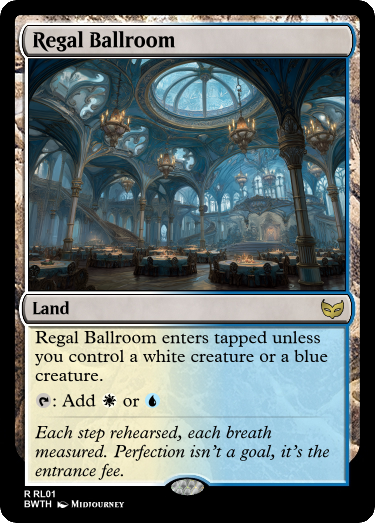 Regal Ballroom
Land
Regal Ballroom enters tapped unless
you control a white creature or a blue
creature.
: Add or
Each step rehearsed, each breath
measured. Perfection isn't a goal, it's the
entrance fee.
R RL01
BWTH Midjourney